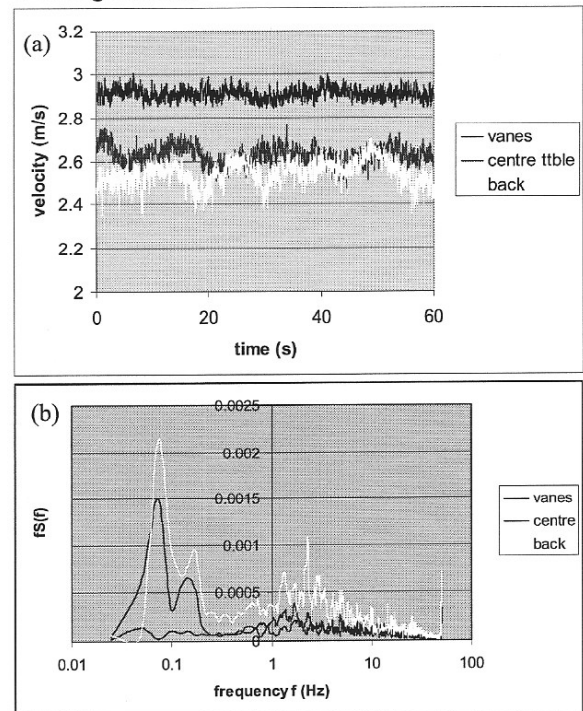 (a)
3.2
3
2.8
2.6
2.4
2.2
2
velocity (m/s)
0 20 40 60
time (s)
vanes
centre ttble
back
(b)
0.0025
0.002
0.0015
0.001
0.0005
0
fS(f)
0.01 0.1 1 10 100
frequency f (Hz)
vanes
centre
back